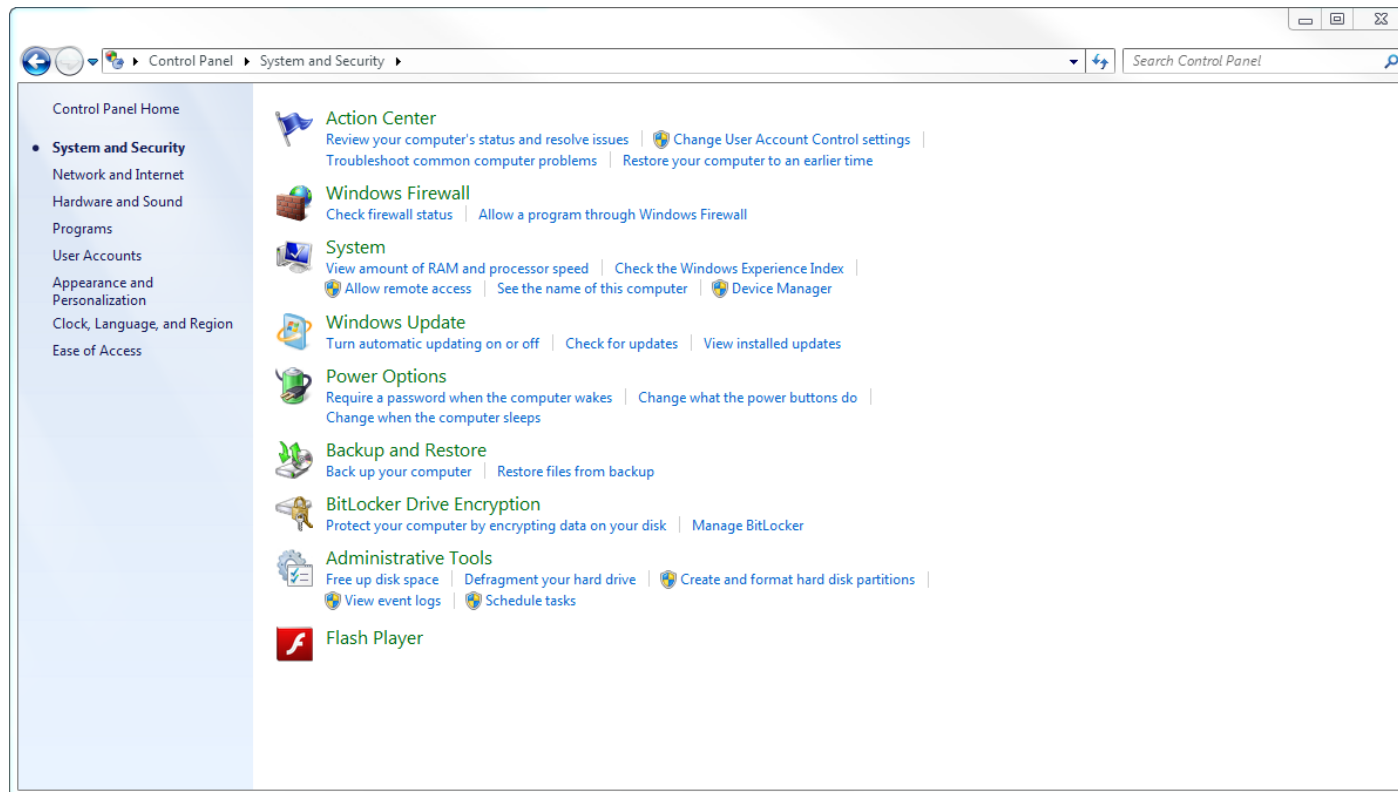 Control Panel System and Security
Search Control Panel
Control Panel Home
System and Security
Network and Internet
Hardware and Sound
Programs
User Accounts
Appearance and
Personalization
Clock, Language, and Region
Ease of Access
Action Center
Review your computer's status and resolve issues Change User Account Control settings
Troubleshoot common computer problems Restore your computer to an earlier time
Windows Firewall
Check firewall status Allow a program through Windows Firewall
System
View amount of RAM and processor speed Check the Windows Experience Index
Allow remote access See the name of this computer Device Manager
Windows Update
Turn automatic updating on or off Check for updates View installed updates
Power Options
Require a password when the computer wakes Change what the power buttons do
Change when the computer sleeps
Backup and Restore
Back up your computer Restore files from backup
BitLocker Drive Encryption
Protect your computer by encrypting data on your disk Manage BitLocker
Administrative Tools
Free up disk space Defragment your hard drive Create and format hard disk partitions
View event logs Schedule tasks
Flash Player